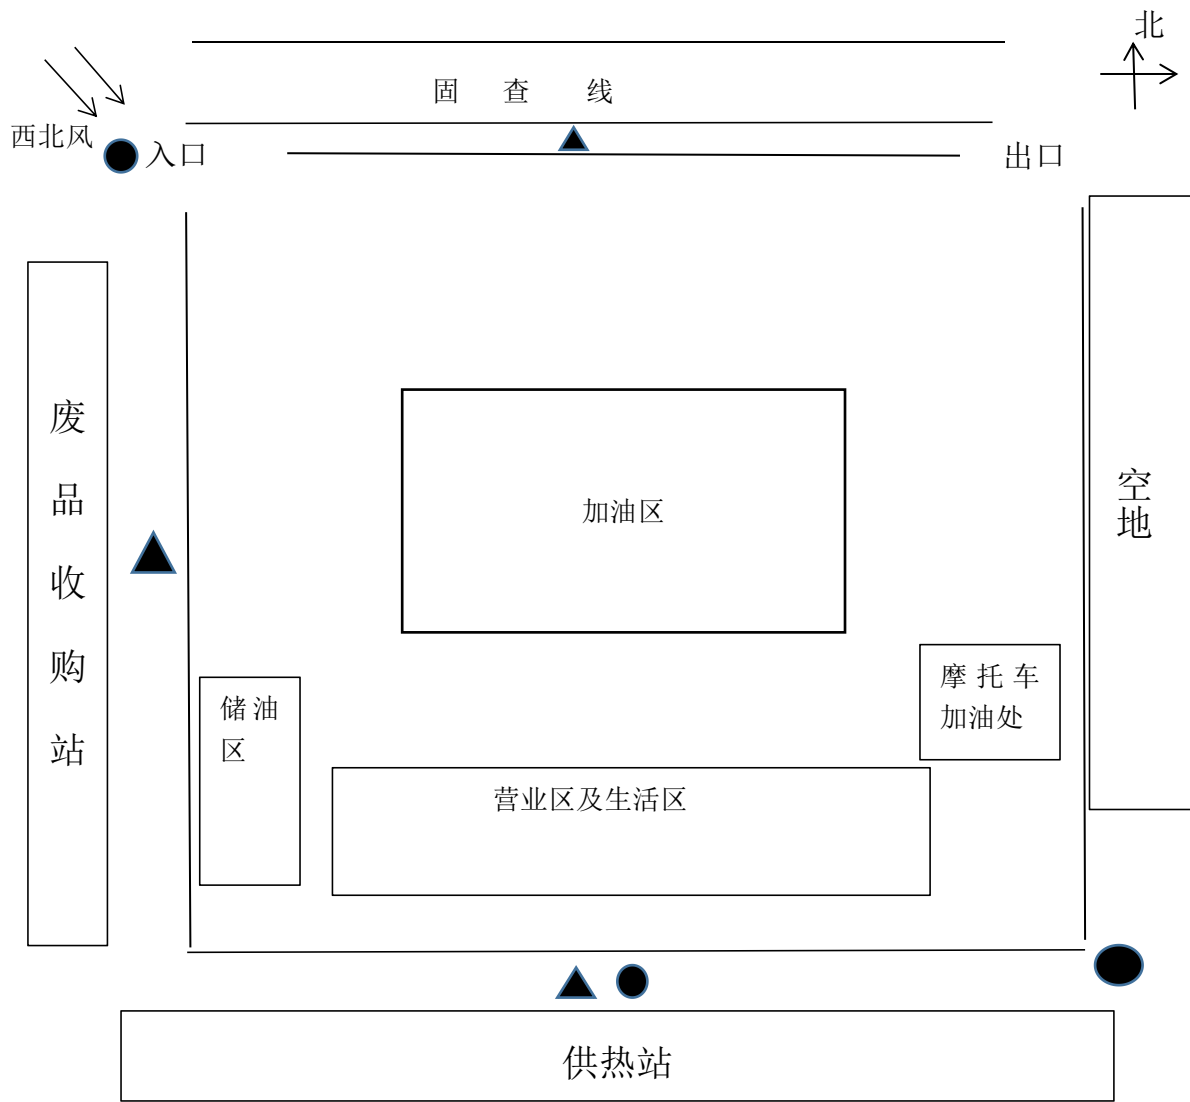 北
固 查 线
西北风
入口
出口
废品收购站
空地
加油区
摩托车
加油处
储油
区
营业区及生活区
供热站